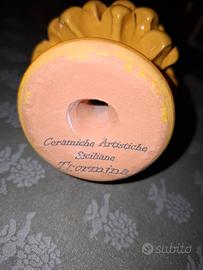 Ceramiche Artistiche
Siciliane
Taormina
subito